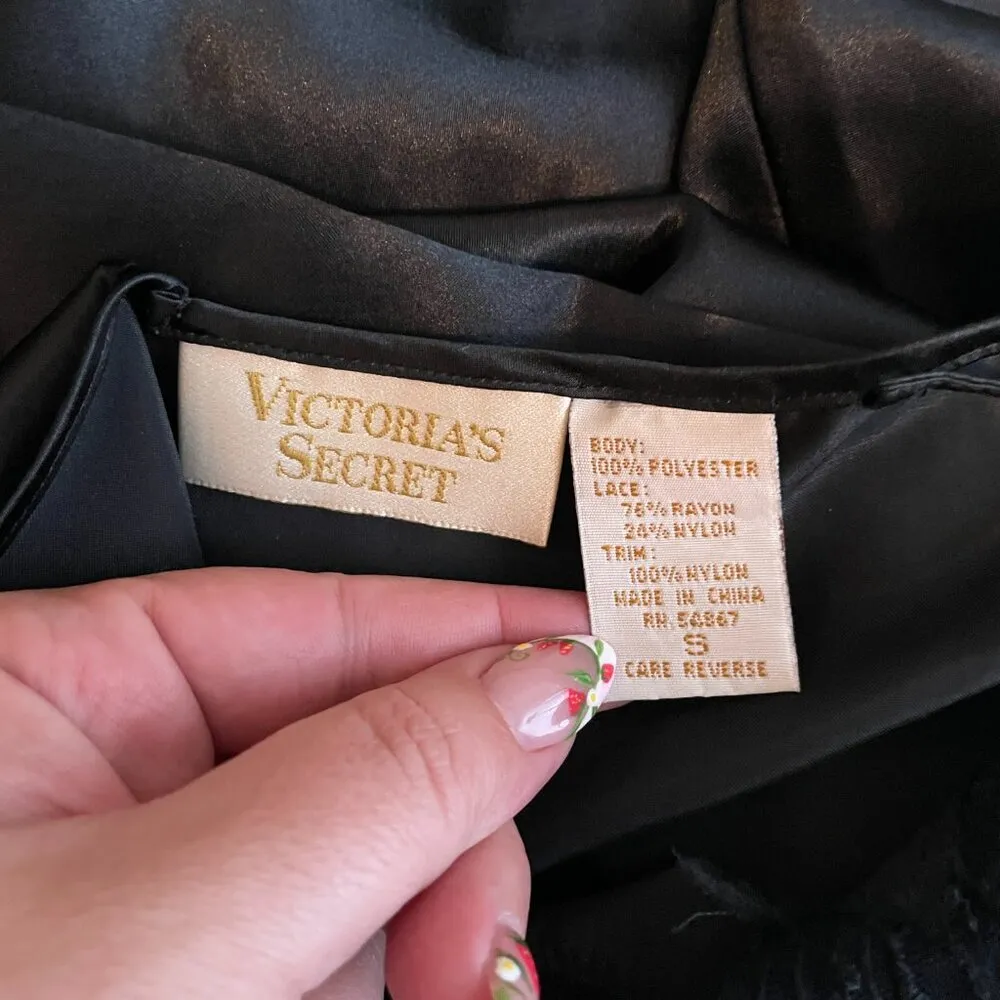 VICTORIA'S
SECRET
BODY:
100% POLYESTER
LACE:
76% RAYON
24% NYLON
TRIM:
100% NYLON
MADE IN CHINA
RN. 54867
S
CARE REVERSE